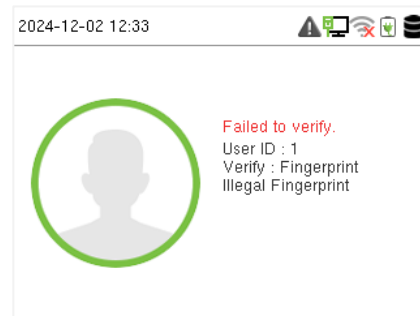 2024-12-02 12:33
Failed to verify.
User ID : 1
Verify : Fingerprint
Illegal Fingerprint